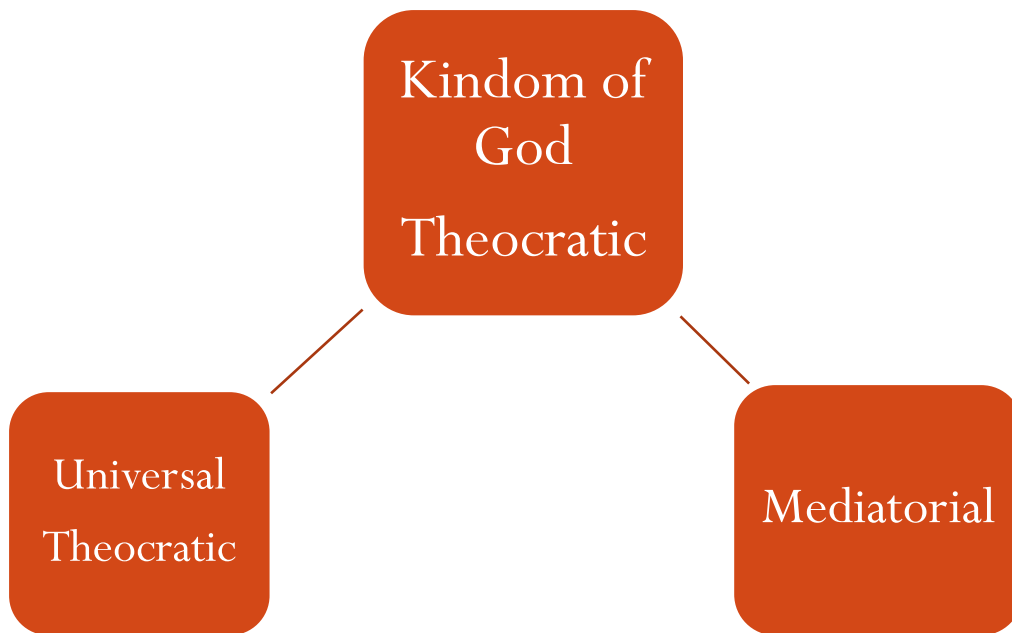 Kindom of
God
Theocratic
Universal
Theocratic
Mediatorial